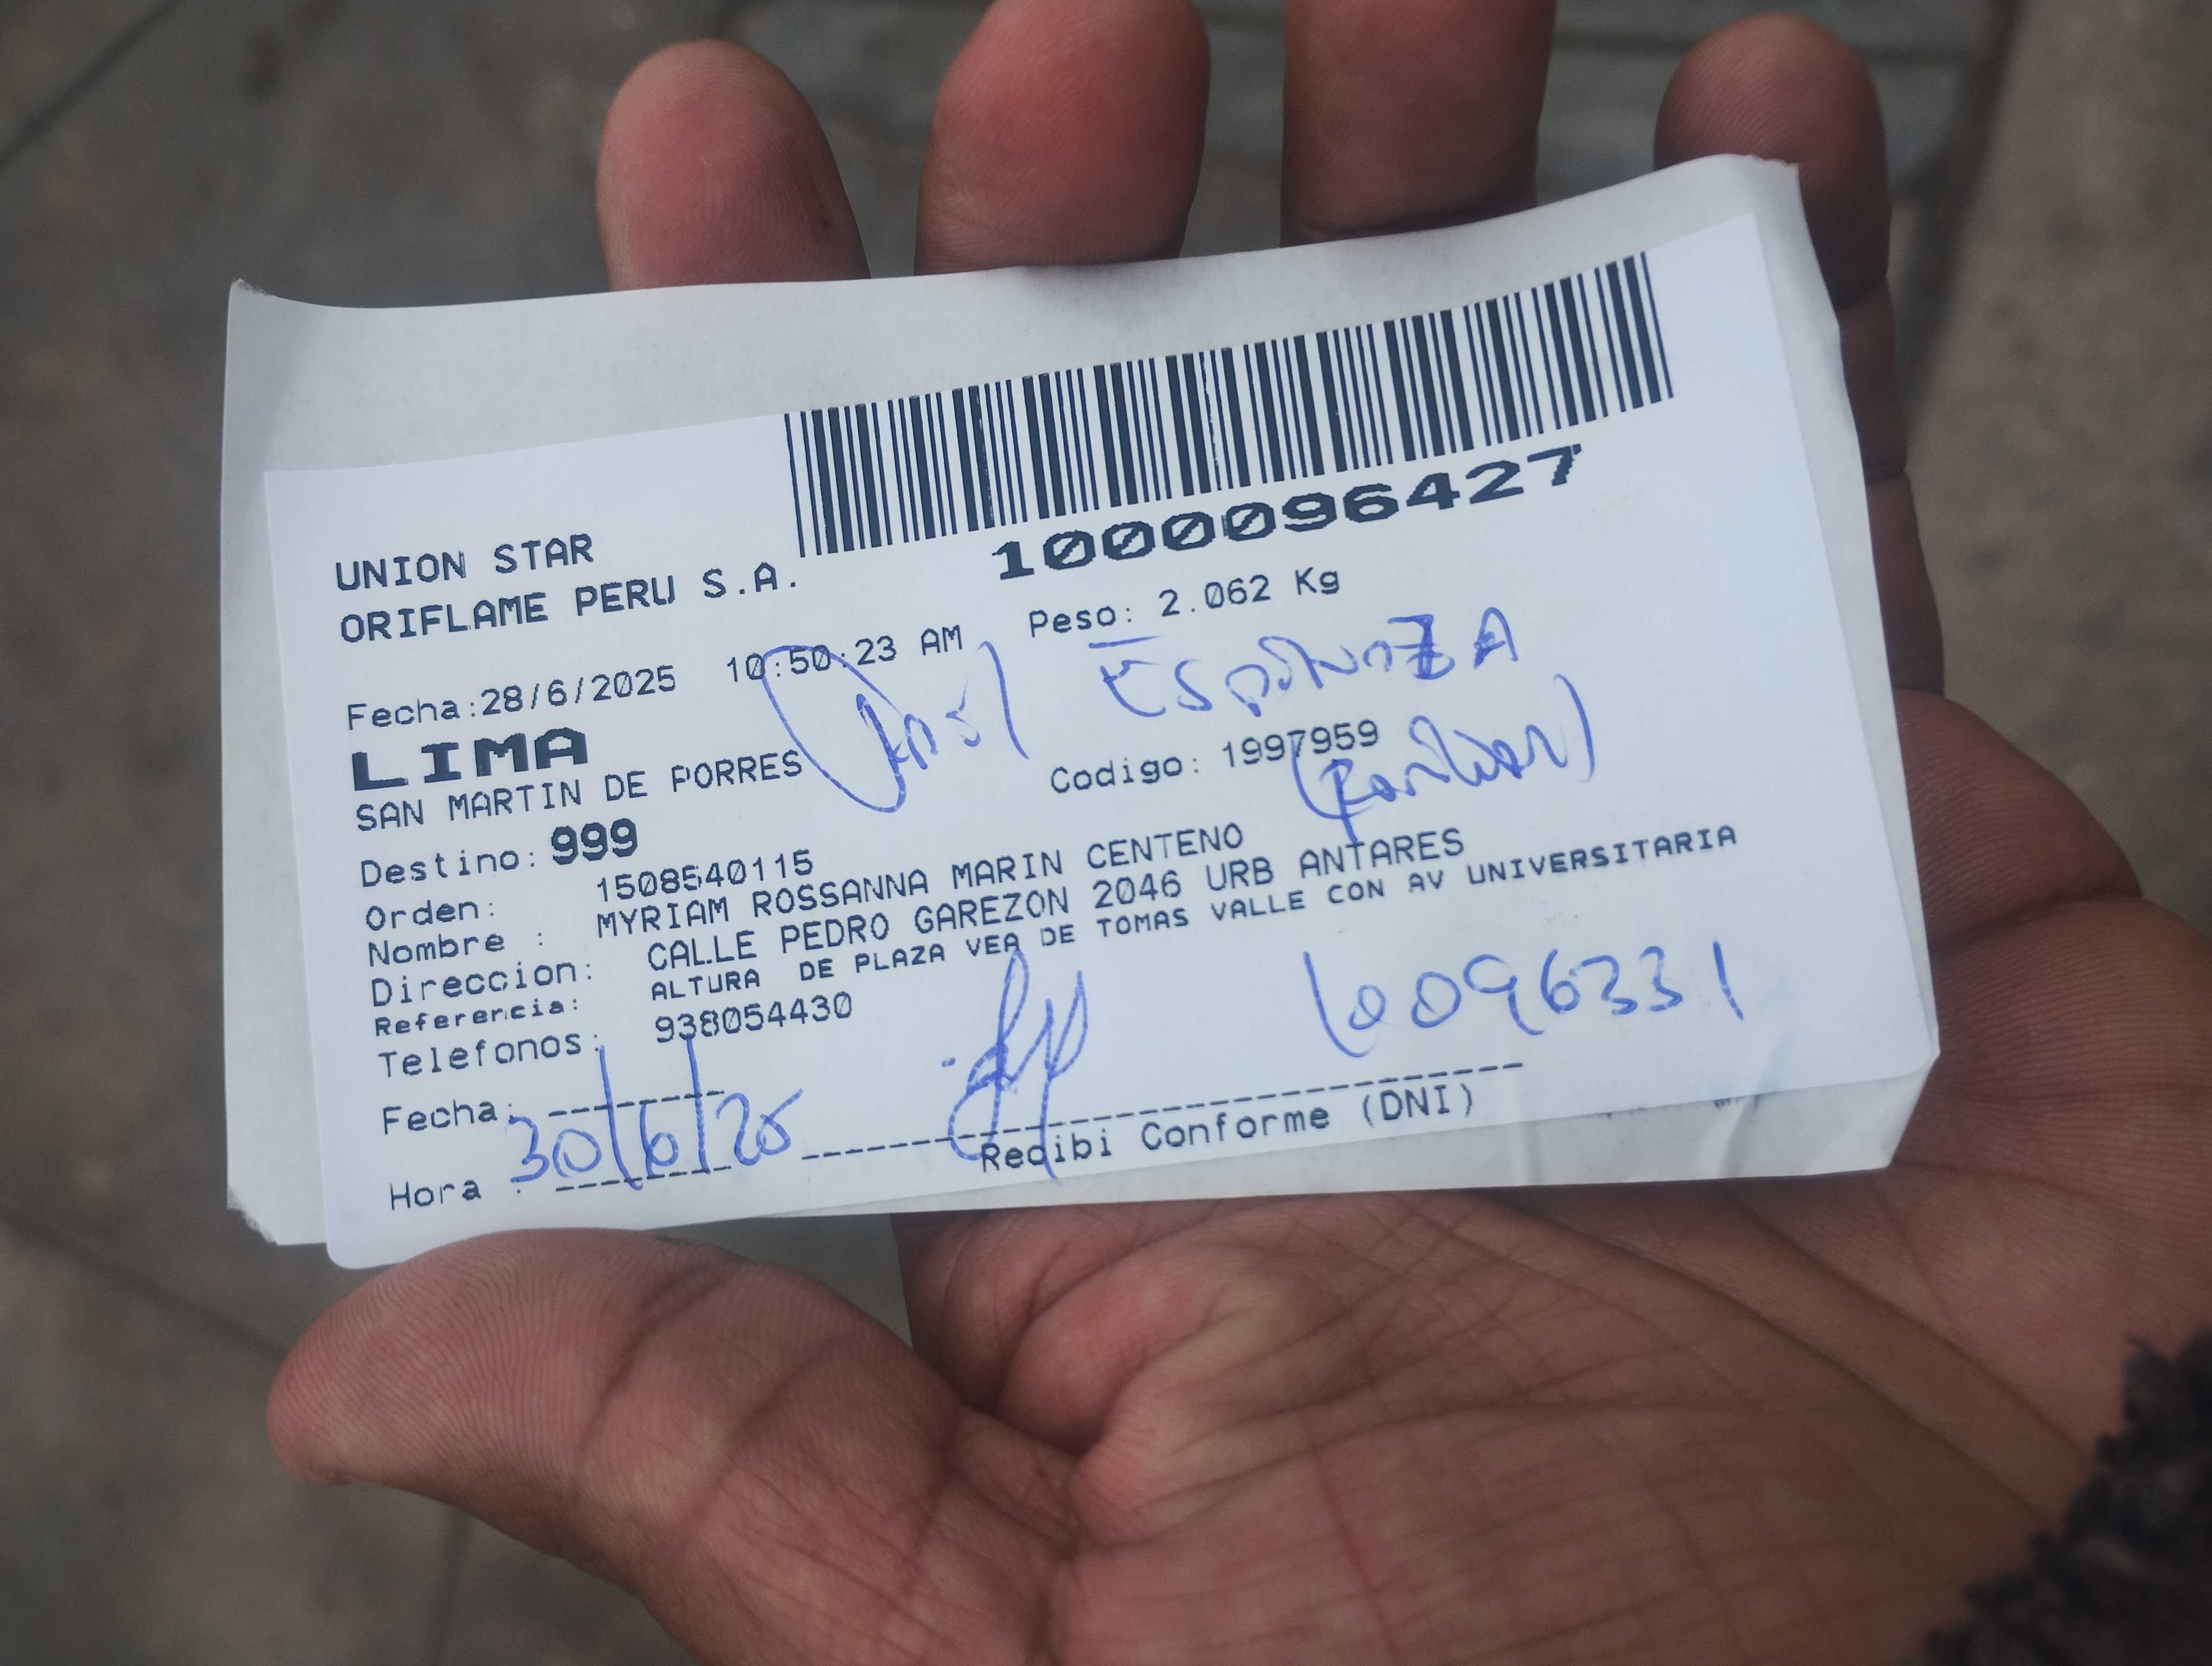 1000096427
UNION STAR
ORIFLAME PERU S.A.
Peso: 2.062 Kg
Fecha:28/6/2025 10:50:23 AM
José ESpinozA
LIMA
SAN MARTIN DE PORRES
Codigo: 1997959
(familiar)
Destino: 999
Orden: 1508540115
Nombre : MYRIAM ROSSANNA MARIN CENTENO
Direccion: CALLE PEDRO GAREZON 2046 URB ANTARES
Referencia: ALTURA DE PLAZA VEA DE TOMAS VALLE CON AV UNIVERSITARIA
Telefonos: 938054430
10096331
Fecha: 30/6/25
Recibi Conforme (DNI)
Hora :